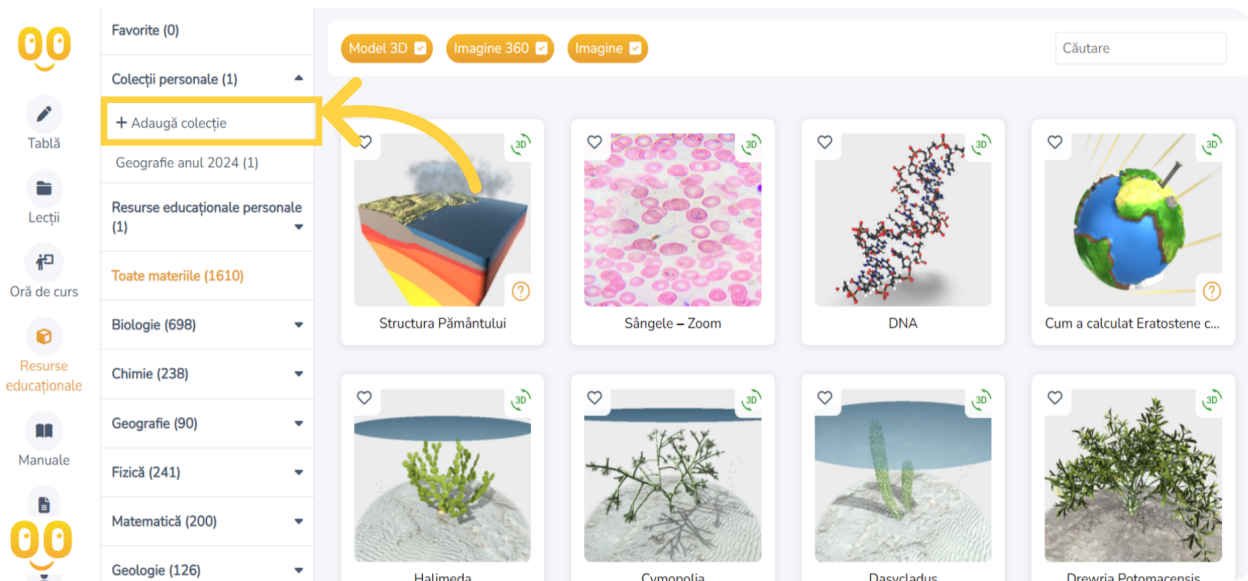 Tablă
Lecții
Oră de curs
Resurse
educaționale
Manuale
Favorite (0)
Colecții personale (1)
+ Adaugă colecție
Geografie anul 2024 (1)
Resurse educaționale personale
(1)
Toate materiile (1610)
Biologie (698)
Chimie (238)
Geografie (90)
Fizică (241)
Matematică (200)
Geologie (126)
Model 3D
Imagine 360
Imagine
Căutare
3D
3D
3D
3D
?
?
Structura Pământului
Sângele – Zoom
DNA
Cum a calculat Eratostene c...
3D
3D
3D
3D
Halimeda
Cymopolia
Dasycladus
Drewria Potomacensis